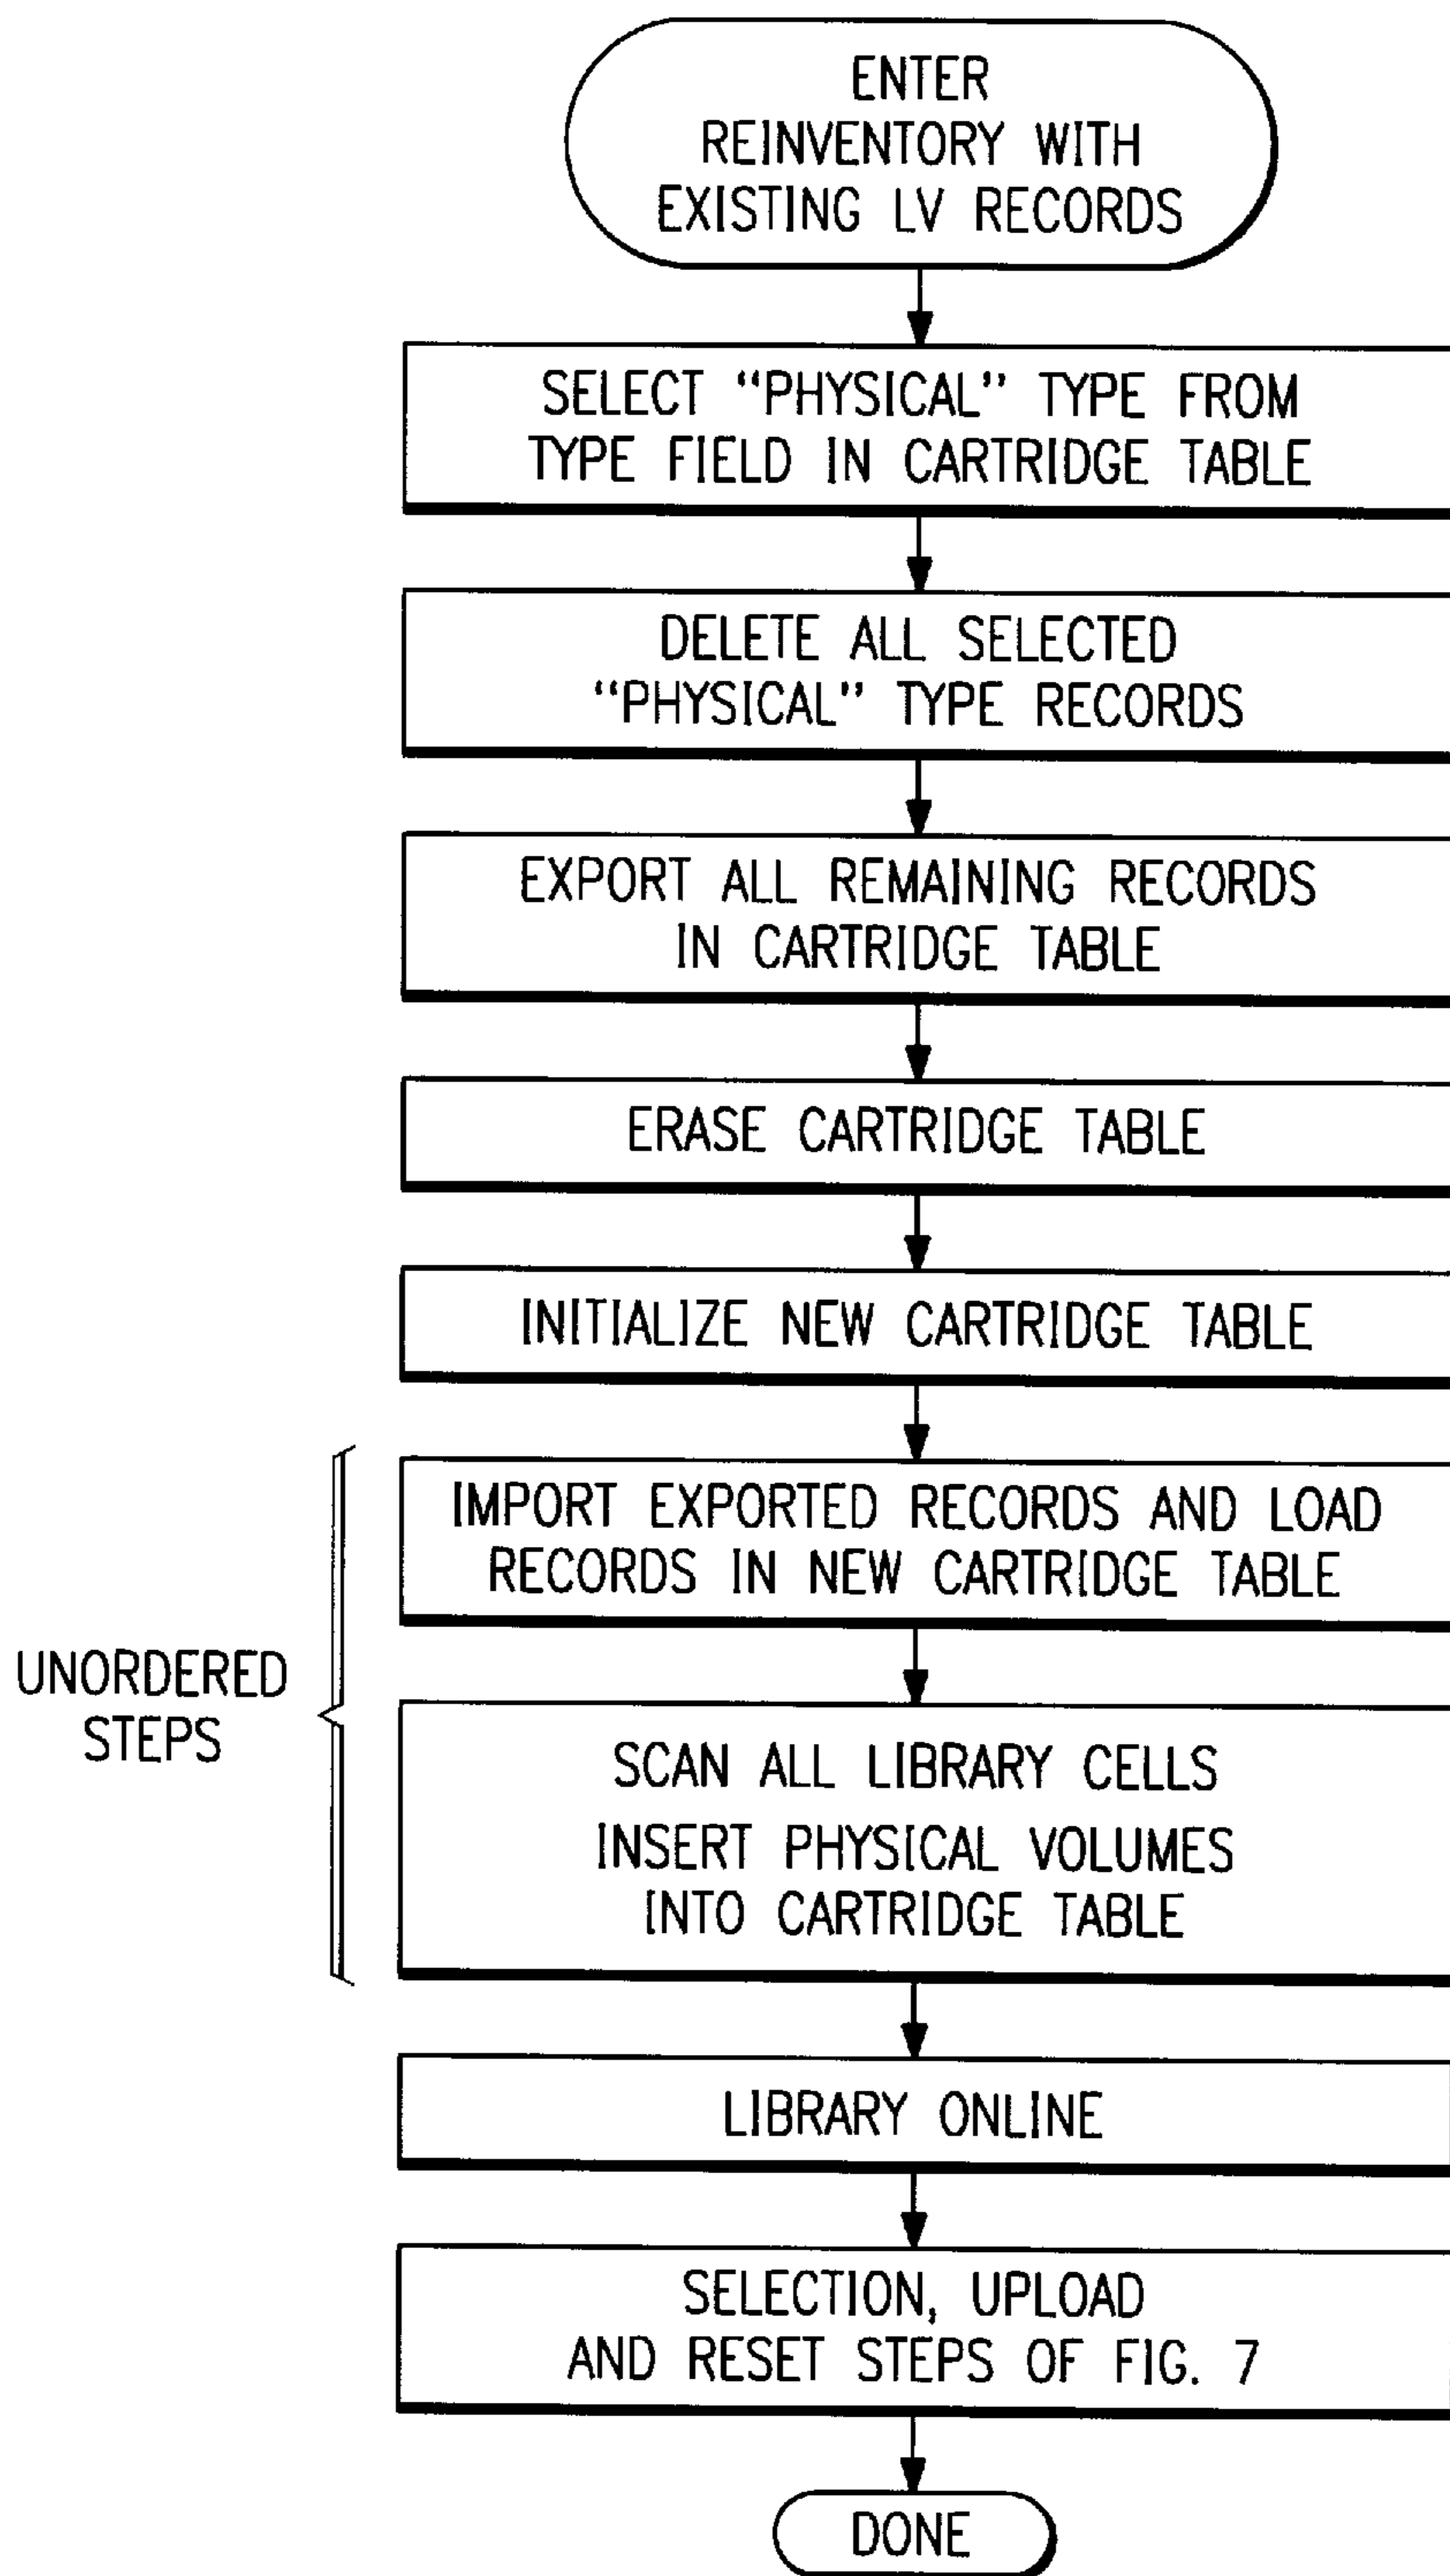 ENTER
REINVENTORY WITH
EXISTING LV RECORDS
SELECT “PHYSICAL” TYPE FROM
TYPE FIELD IN CARTRIDGE TABLE
DELETE ALL SELECTED
“PHYSICAL” TYPE RECORDS
EXPORT ALL REMAINING RECORDS
IN CARTRIDGE TABLE
ERASE CARTRIDGE TABLE
INITIALIZE NEW CARTRIDGE TABLE
IMPORT EXPORTED RECORDS AND LOAD
RECORDS IN NEW CARTRIDGE TABLE
UNORDERED
STEPS
SCAN ALL LIBRARY CELLS
INSERT PHYSICAL VOLUMES
INTO CARTRIDGE TABLE
LIBRARY ONLINE
SELECTION, UPLOAD
AND RESET STEPS OF FIG. 7
DONE